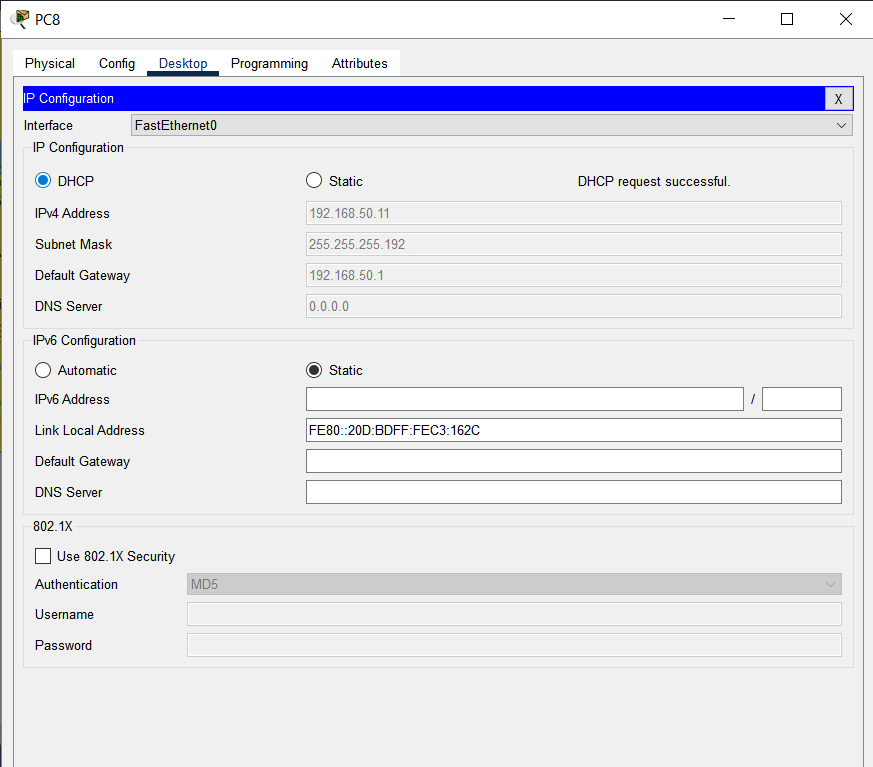 PC8
Physical Config Desktop Programming Attributes
IP Configuration X
Interface FastEthernet0
IP Configuration
DHCP Static DHCP request successful.
IPv4 Address 192.168.50.11
Subnet Mask 255.255.255.192
Default Gateway 192.168.50.1
DNS Server 0.0.0.0
IPv6 Configuration
Automatic Static
IPv6 Address /
Link Local Address FE80::20D:BDFF:FEC3:162C
Default Gateway
DNS Server
802.1X
Use 802.1X Security
Authentication MD5
Username
Password